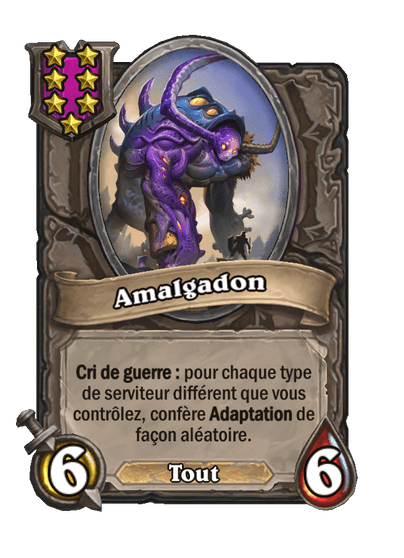 Amalgadon
Cri de guerre : pour chaque type
de serviteur différent que vous
contrôlez, confère Adaptation de
façon aléatoire.
6
Tout
6